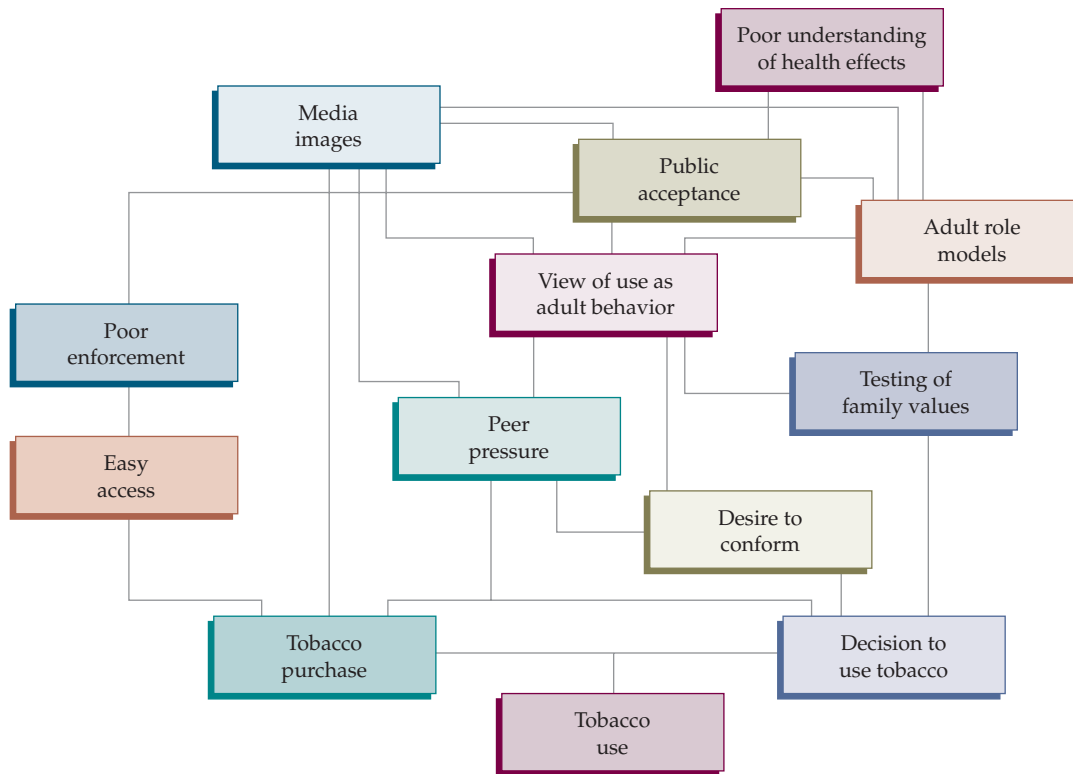 Poor understanding
of health effects
Media
images
Public
acceptance
Adult role
models
View of use as
adult behavior
Poor
enforcement
Testing of
family values
Peer
pressure
Easy
access
Desire to
conform
Tobacco
purchase
Decision to
use tobacco
Tobacco
use